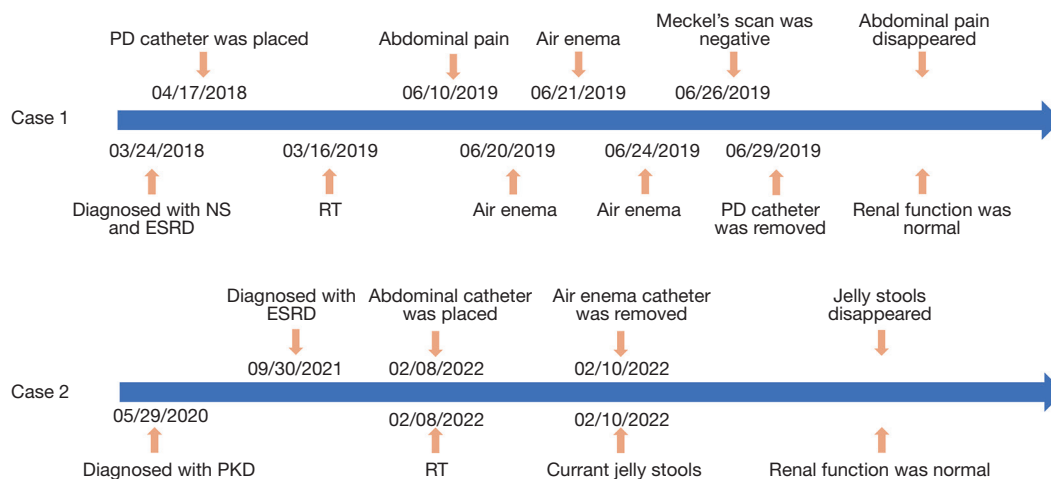 PD catheter was placed
Abdominal pain
Air enema
Meckel's scan was
negative
Abdominal pain
disappeared
04/17/2018
06/10/2019
06/21/2019
06/26/2019
Case 1
03/24/2018
03/16/2019
06/20/2019
06/24/2019
06/29/2019
Diagnosed with NS
and ESRD
RT
Air enema
Air enema
PD catheter
was removed
Renal function was
normal
Diagnosed with
ESRD
Abdominal catheter
was placed
Air enema catheter
was removed
Jelly stools
disappeared
09/30/2021
02/08/2022
02/10/2022
Case 2
05/29/2020
02/08/2022
02/10/2022
Diagnosed with PKD
RT
Currant jelly stools
Renal function was normal